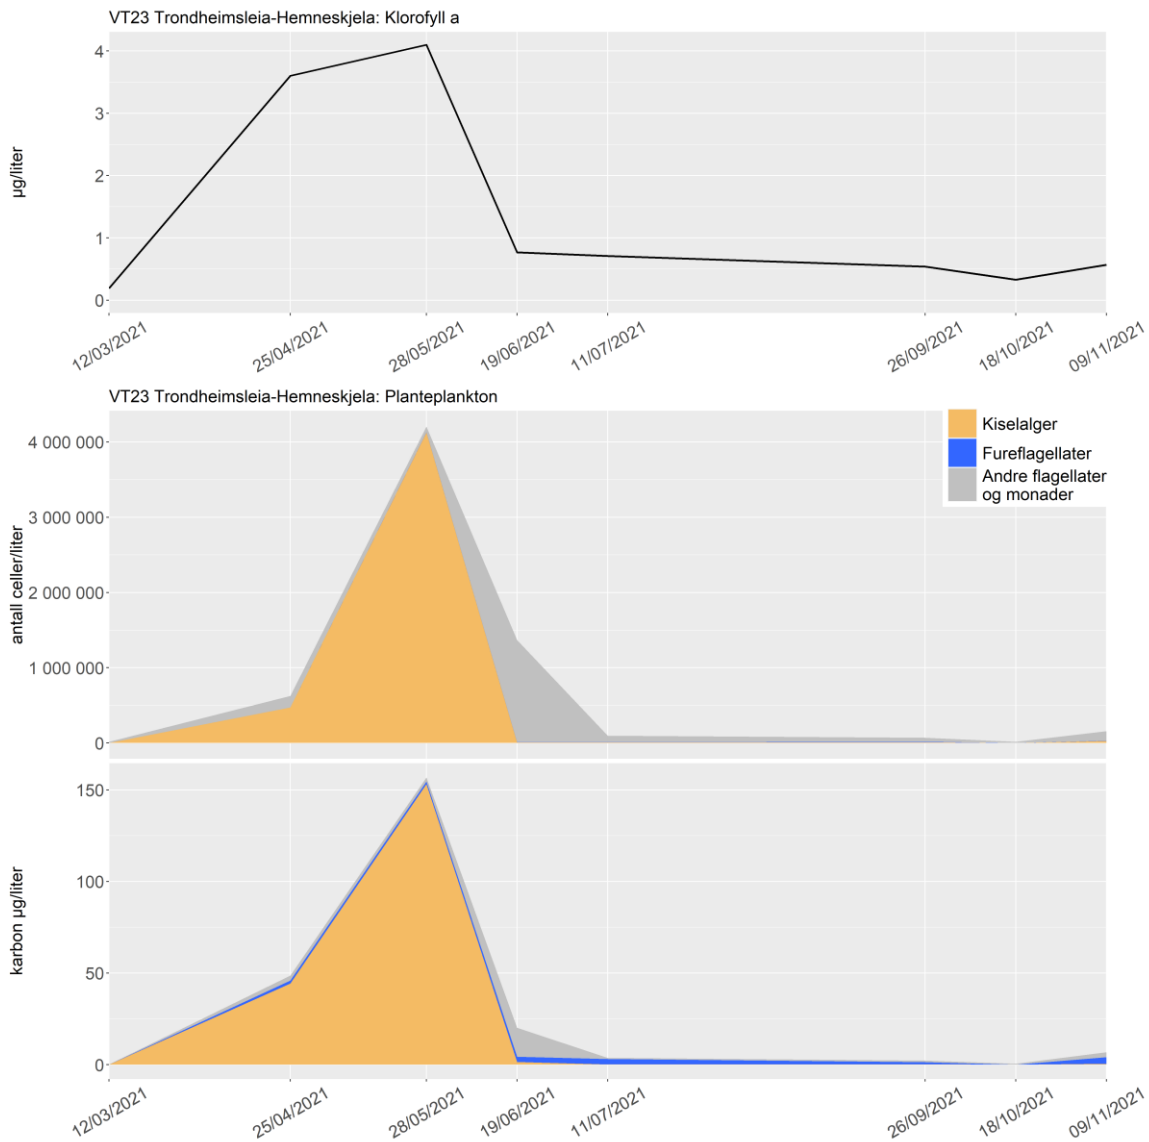 VT23 Trondheimsleia-Hemneskjela: Klorofyll a
µg/liter
4
3
2
1
0
12/03/2021 25/04/2021 28/05/2021 19/06/2021 11/07/2021 26/09/2021 18/10/2021 09/11/2021
VT23 Trondheimsleia-Hemneskjela: Planteplankton
Kiselalger
Fureflagellater
Andre flagellater
og monader
antall celler/liter
4 000 000
3 000 000
2 000 000
1 000 000
0
karbon µg/liter
150
100
50
0
12/03/2021 25/04/2021 28/05/2021 19/06/2021 11/07/2021 26/09/2021 18/10/2021 09/11/2021